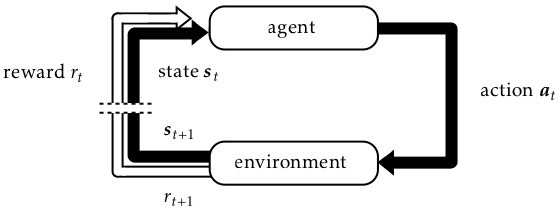 agent
reward r_t
state s_t
action a_t
s_{t+1}
environment
r_{t+1}